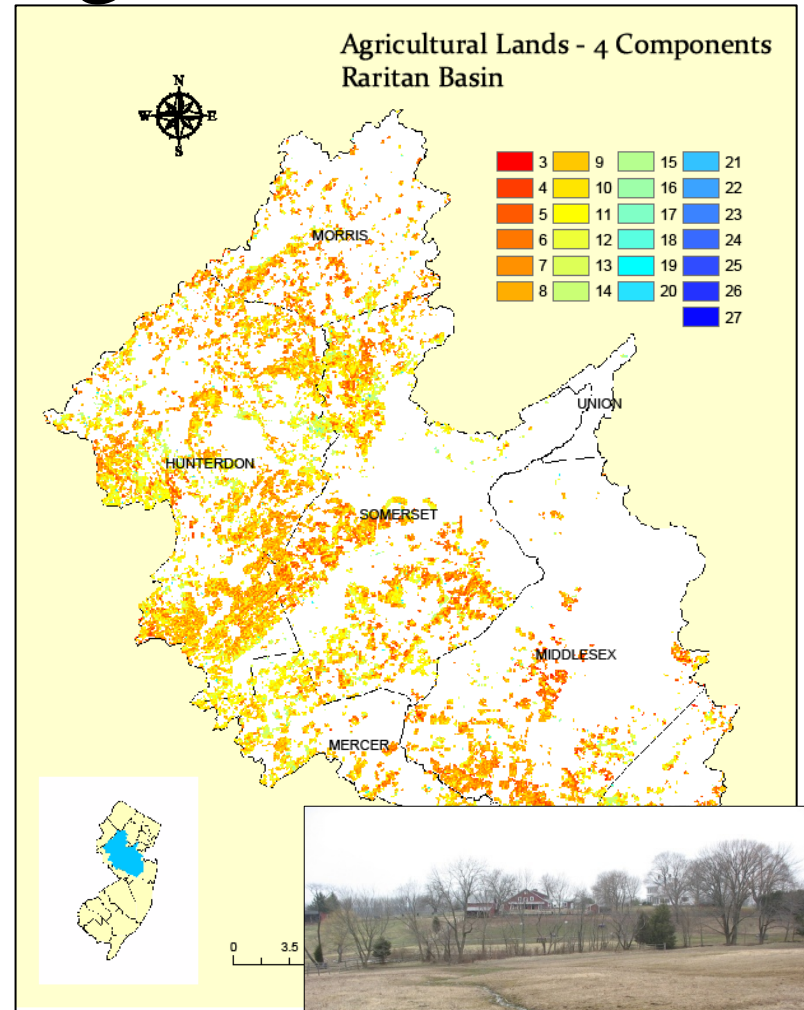 Agricultural Lands - 4 Components
Raritan Basin
N
W E
S
3 9 15 21
4 10 16 22
5 11 17 23
6 12 18 24
7 13 19 25
8 14 20 26
27
MORRIS
UNION
HUNTERDON
SOMERSET
MIDDLESEX
MERCER
0 3.5